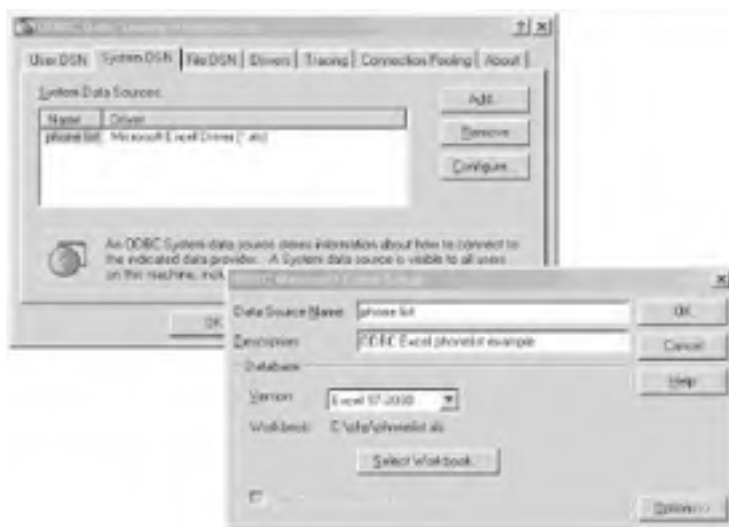 User DSN System DSN File DSN Drivers Tracing Connection Pooling About
System Data Sources
Add...
Name Driver
phone list Microsoft Excel Driver (*.xls)
Remove
Configure...
An ODBC System data source stores information about how to connect to
the indicated data provider. A System data source is visible to all users
on this machine,
OK
Data Source Name: phone list
OK
Description: ODBC Excel phonelist example
Cancel
Database
Help
Version: Excel 97-2000
Workbook: C:\php\phonelist.xls
Select Workbook...
Options>>